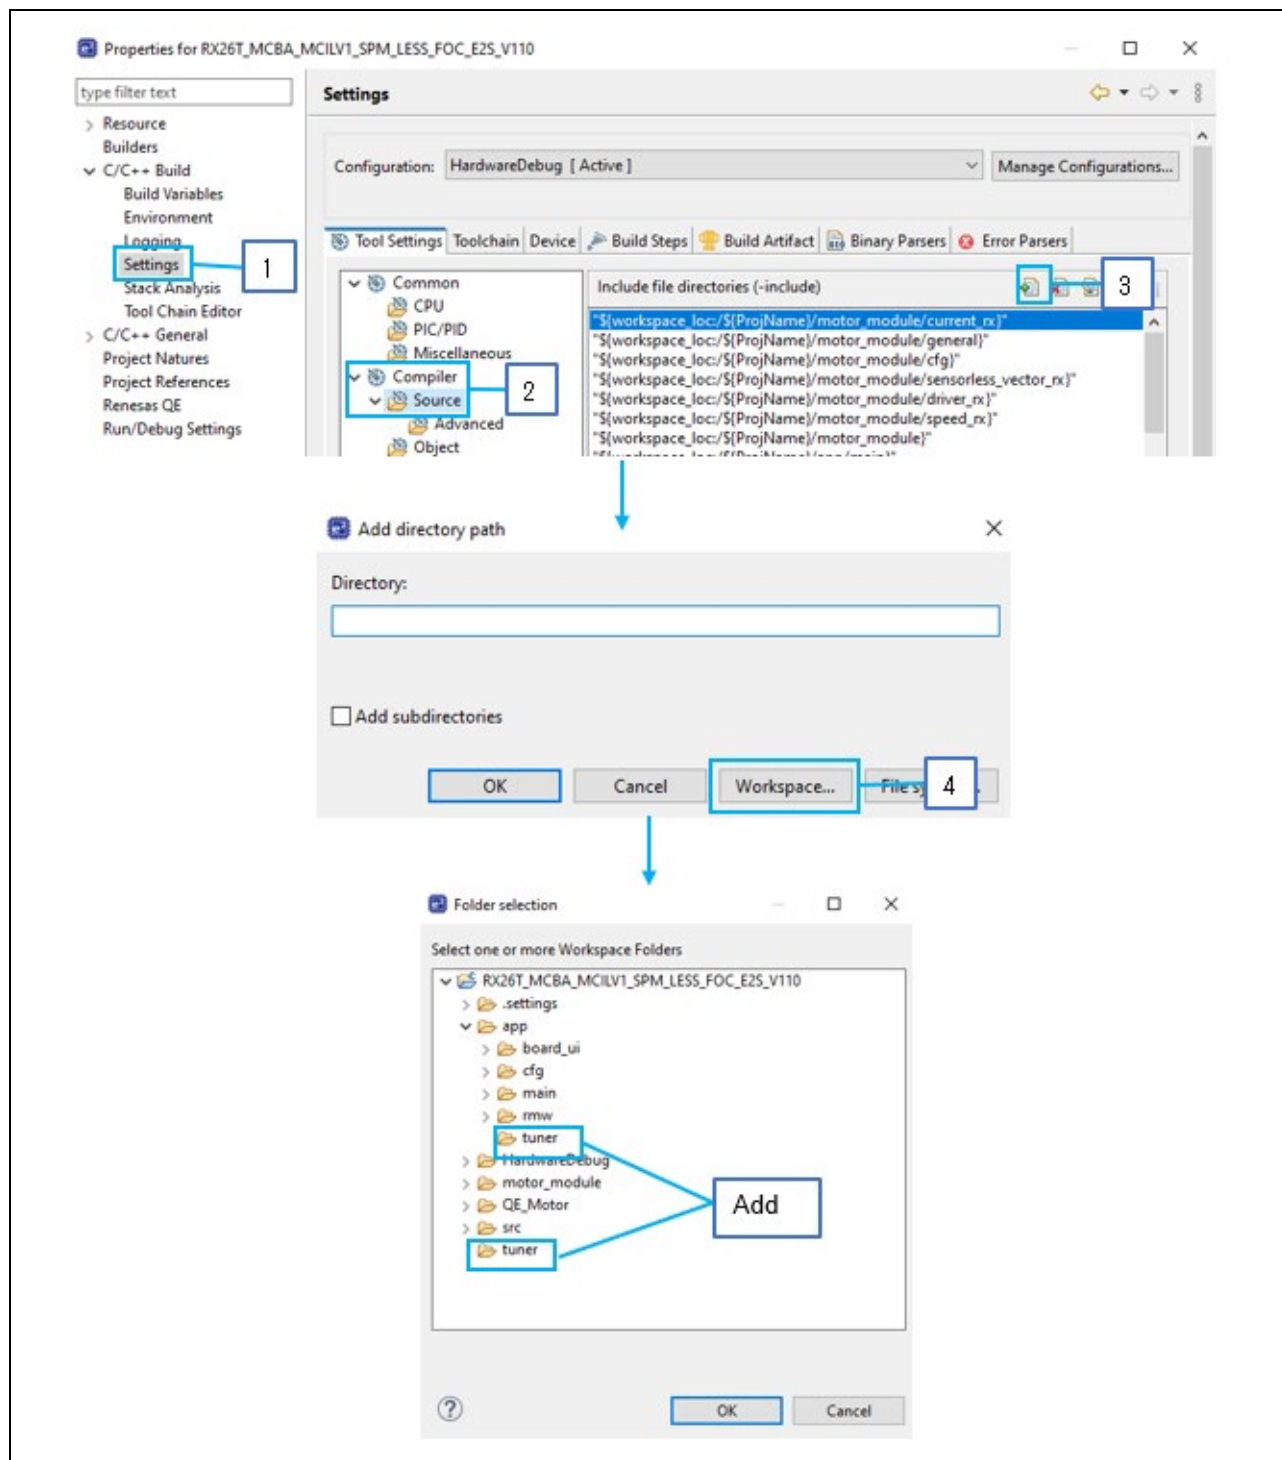 Properties for RX26T_MCBA_MCILV1_SPM_LESS_FOC_E2S_V110
type filter text
Settings
Resource
Builders
C/C++ Build
Build Variables
Environment
Logging
Settings
Stack Analysis
Tool Chain Editor
C/C++ General
Project Natures
Project References
Renesas QE
Run/Debug Settings
1
Configuration: HardwareDebug [ Active ]
Manage Configurations...
Tool Settings Toolchain Device Build Steps Build Artifact Binary Parsers Error Parsers
Common
CPU
PIC/PID
Miscellaneous
Compiler
Source
Advanced
Object
2
Include file directories (-include)
3
"${workspace_loc:/${ProjName}/motor_module/current_rx}"
"${workspace_loc:/${ProjName}/motor_module/general}"
"${workspace_loc:/${ProjName}/motor_module/cfg}"
"${workspace_loc:/${ProjName}/motor_module/sensorless_vector_rx}"
"${workspace_loc:/${ProjName}/motor_module/driver_rx}"
"${workspace_loc:/${ProjName}/motor_module/speed_rx}"
"${workspace_loc:/${ProjName}/motor_module}"
"${workspace_loc:/${ProjName}/app/main}"
Add directory path
Directory:
Add subdirectories
OK Cancel Workspace... File sy
4
Folder selection
Select one or more Workspace Folders
RX26T_MCBA_MCILV1_SPM_LESS_FOC_E2S_V110
.settings
app
board_ui
cfg
main
rmw
tuner
HardwareDebug
motor_module
QE_Motor
src
tuner
Add
OK Cancel